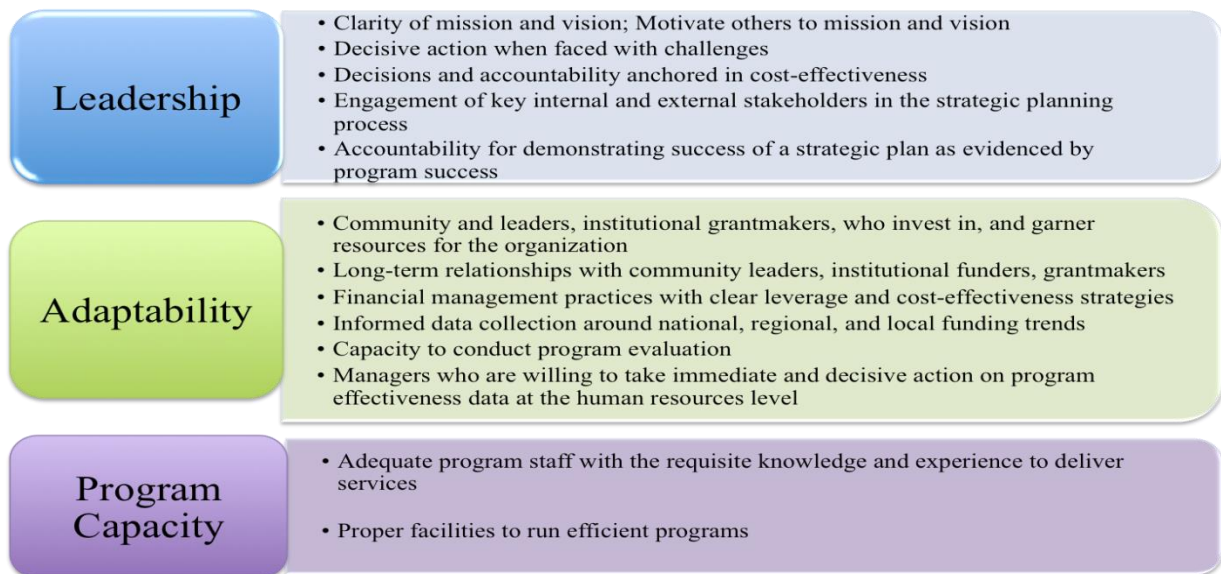 Leadership
• Clarity of mission and vision; Motivate others to mission and vision
• Decisive action when faced with challenges
• Decisions and accountability anchored in cost-effectiveness
• Engagement of key internal and external stakeholders in the strategic planning
process
• Accountability for demonstrating success of a strategic plan as evidenced by
program success
Adaptability
• Community and leaders, institutional grantmakers, who invest in, and garner
resources for the organization
• Long-term relationships with community leaders, institutional funders, grantmakers
• Financial management practices with clear leverage and cost-effectiveness strategies
• Informed data collection around national, regional, and local funding trends
• Capacity to conduct program evaluation
• Managers who are willing to take immediate and decisive action on program
effectiveness data at the human resources level
Program
Capacity
• Adequate program staff with the requisite knowledge and experience to deliver
services
• Proper facilities to run efficient programs